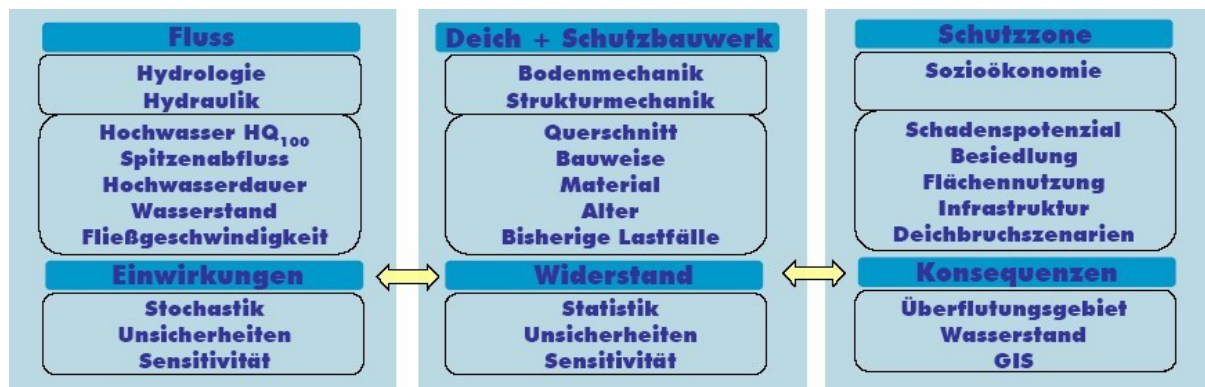 Fluss
Hydrologie
Hydraulik
Hochwasser HQ100
Spitzenabfluss
Hochwasserdauer
Wasserstand
Fließgeschwindigkeit
Einwirkungen
Stochastik
Unsicherheiten
Sensitivität
Deich + Schutzbauwerk
Bodenmechanik
Strukturmechanik
Querschnitt
Bauweise
Material
Alter
Bisherige Lastfälle
Widerstand
Statistik
Unsicherheiten
Sensitivität
Schutzzone
Sozioökonomie
Schadenspotenzial
Besiedlung
Flächennutzung
Infrastruktur
Deichbruchszenarien
Konsequenzen
Überflutungsgebiet
Wasserstand
GIS